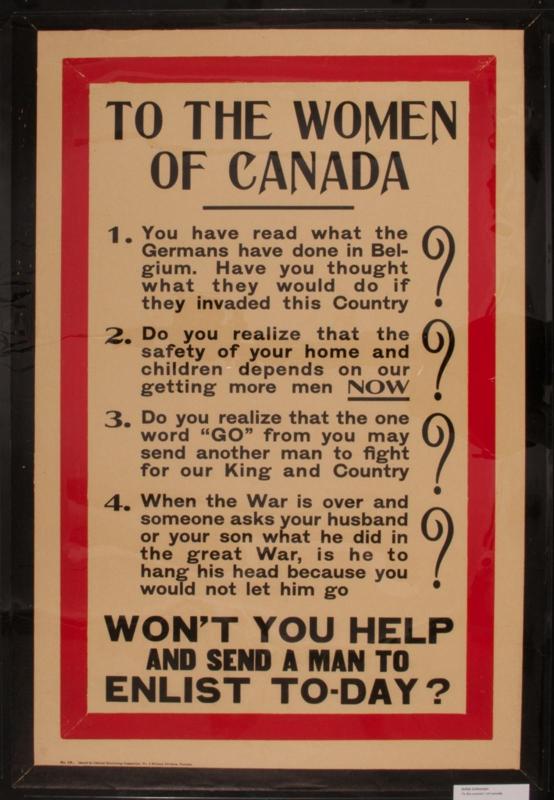 TO THE WOMEN
OF CANADA
1. You have read what the
Germans have done in Bel-
gium. Have you thought
what they would do if
they invaded this Country ?
2. Do you realize that the
safety of your home and
children depends on our
getting more men NOW ?
3. Do you realize that the one
word “GO” from you may
send another man to fight
for our King and Country ?
4. When the War is over and
someone asks your husband
or your son what he did in
the great War, is he to
hang his head because you
would not let him go ?
WON’T YOU HELP
AND SEND A MAN TO
ENLIST TO-DAY?